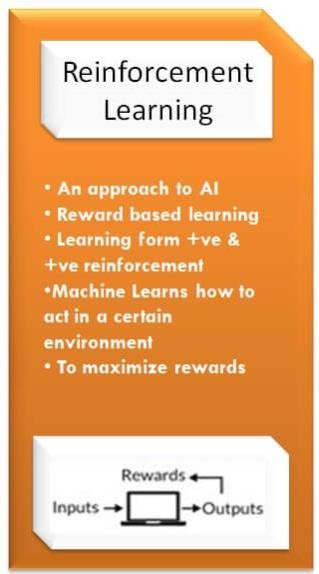 Reinforcement
Learning
• An approach to AI
• Reward based learning
• Learning form +ve &
+ve reinforcement
•Machine Learns how to
act in a certain
environment
• To maximize rewards
Rewards
Inputs
Outputs